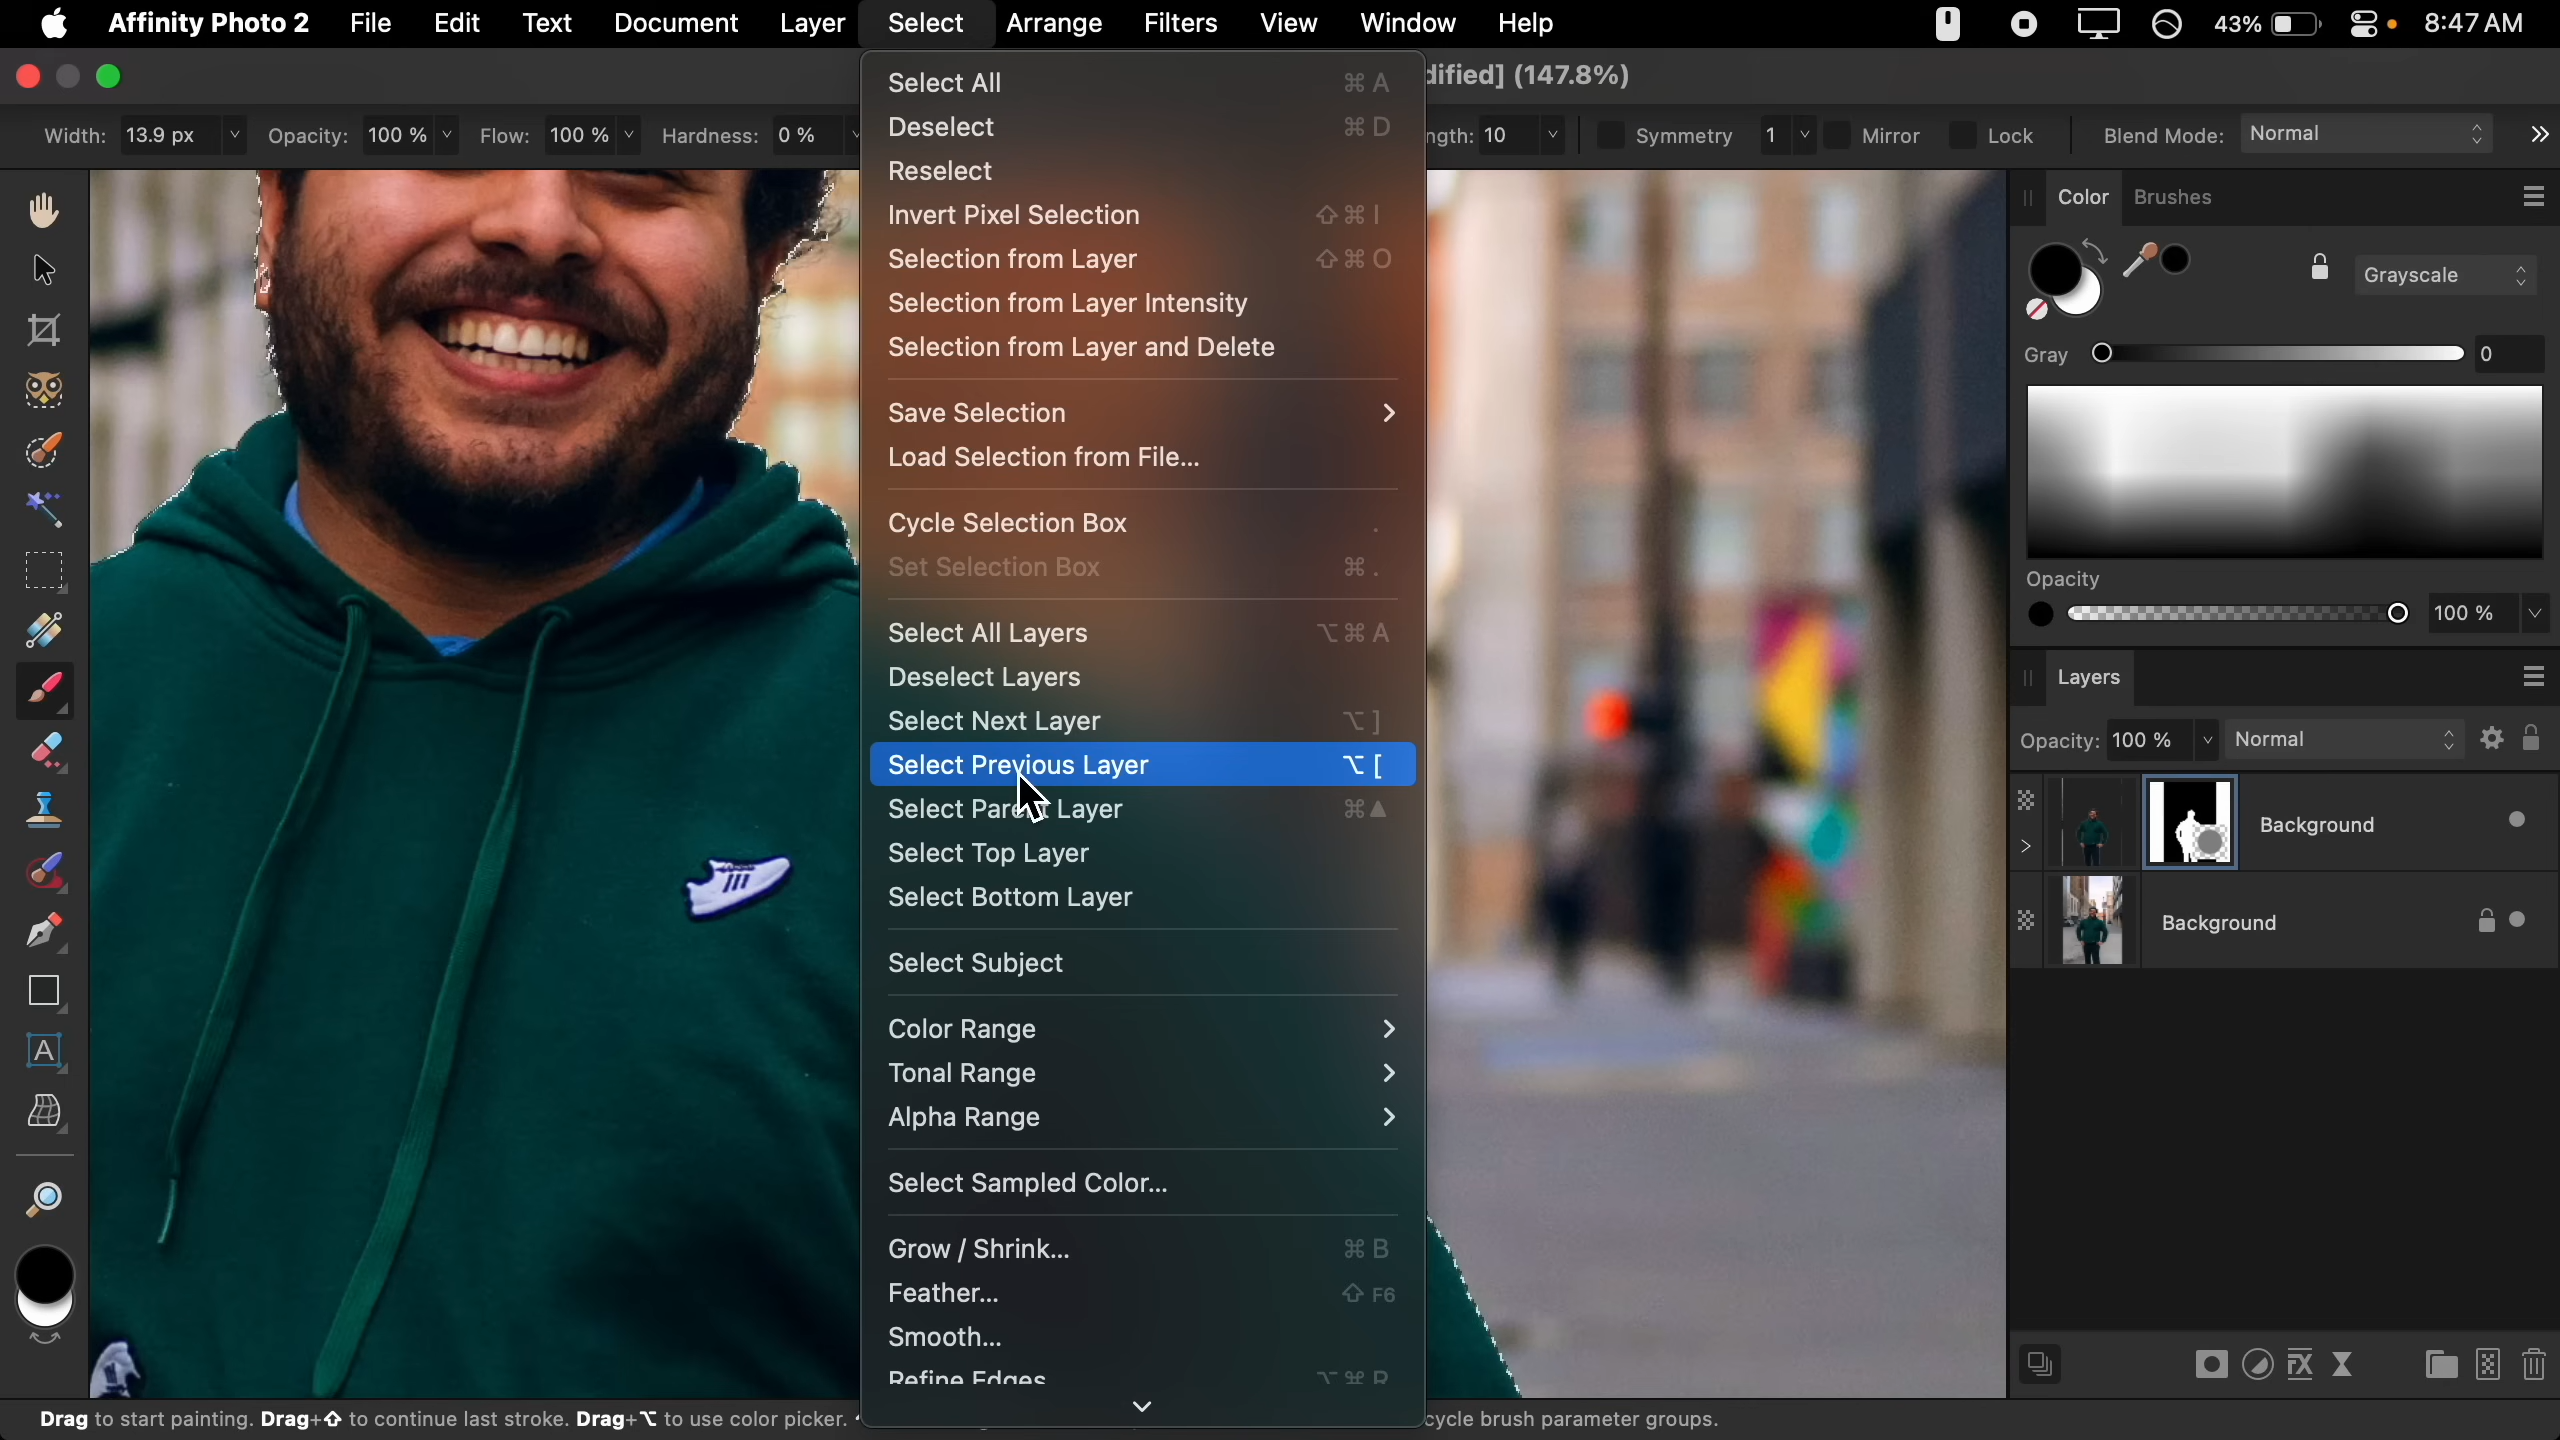 Affinity Photo 2 File Edit Text Document Layer Select Arrange Filters View Window Help 43% 8:47 AM
dified] (147.8%)
Width: 13.9 px Opacity: 100 % Flow: 100 % Hardness: 0 % ngth: 10 Symmetry 1 Mirror Lock Blend Mode: Normal »
Select All ⌘ A
Deselect ⌘ D
Reselect
Invert Pixel Selection ⇧ ⌘ I
Selection from Layer ⇧ ⌘ O
Selection from Layer Intensity
Selection from Layer and Delete
Save Selection
Load Selection from File...
Cycle Selection Box .
Set Selection Box ⌘ .
Select All Layers ⌥ ⌘ A
Deselect Layers
Select Next Layer ⌥ ]
Select Previous Layer ⌥ [
Select Parent Layer ⌘ ▲
Select Top Layer
Select Bottom Layer
Select Subject
Color Range
Tonal Range
Alpha Range
Select Sampled Color...
Grow / Shrink... ⌘ B
Feather... ⇧ F6
Smooth...
Refine Edges ⌥ ⌘ R
Color Brushes
Grayscale
Gray 0
Opacity
100 %
Layers
Opacity: 100 % Normal
Background
Background
A
Drag to start painting. Drag+⇧ to continue last stroke. Drag+⌥ to use color picker. cycle brush parameter groups.